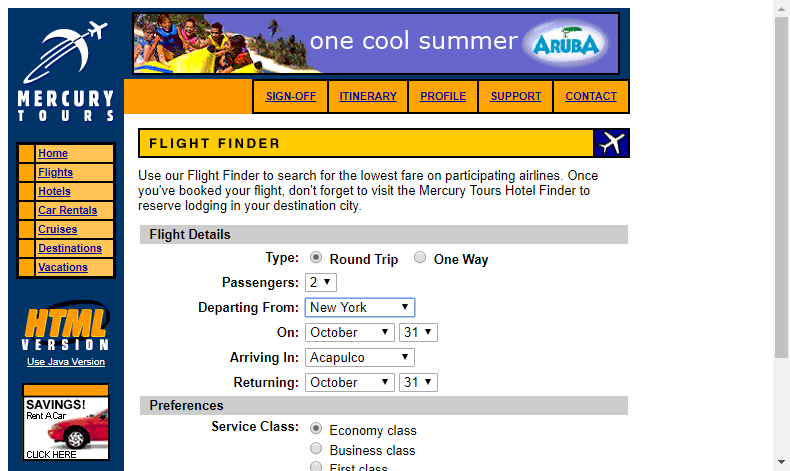 one cool summer ARUBA
MERCURY
TOURS
SIGN-OFF ITINERARY PROFILE SUPPORT CONTACT
Home
Flights
Hotels
Car Rentals
Cruises
Destinations
Vacations
HTML
VERSION
Use Java Version
SAVINGS!
Rent A Car
CLICK HERE
FLIGHT FINDER
Use our Flight Finder to search for the lowest fare on participating airlines. Once
you've booked your flight, don't forget to visit the Mercury Tours Hotel Finder to
reserve lodging in your destination city.
Flight Details
Type: Round Trip One Way
Passengers: 2
Departing From: New York
On: October 31
Arriving In: Acapulco
Returning: October 31
Preferences
Service Class: Economy class
Business class
First class